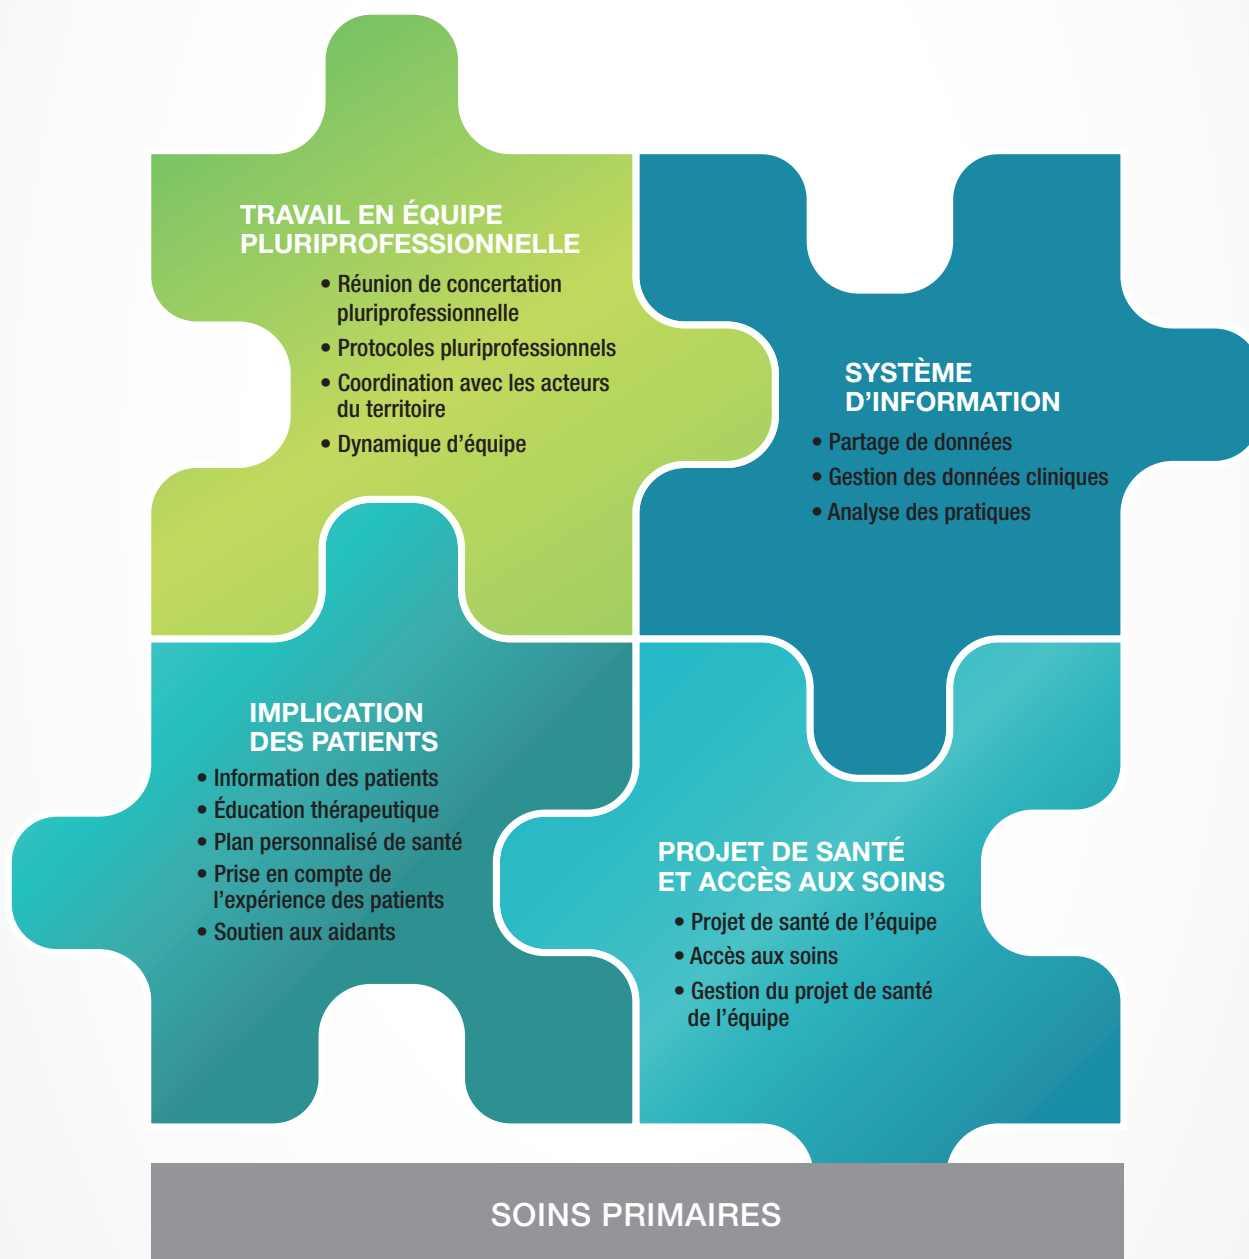 TRAVAIL EN ÉQUIPE
PLURIPROFESSIONNELLE
• Réunion de concertation
pluriprofessionnelle
• Protocoles pluriprofessionnels
• Coordination avec les acteurs
du territoire
• Dynamique d’équipe
SYSTÈME
D’INFORMATION
• Partage de données
• Gestion des données cliniques
• Analyse des pratiques
IMPLICATION
DES PATIENTS
• Information des patients
• Éducation thérapeutique
• Plan personnalisé de santé
• Prise en compte de
l’expérience des patients
• Soutien aux aidants
PROJET DE SANTÉ
ET ACCÈS AUX SOINS
• Projet de santé de l’équipe
• Accès aux soins
• Gestion du projet de santé
de l’équipe
SOINS PRIMAIRES